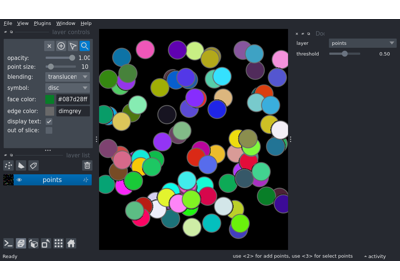 File View Plugins Window Help
layer controls
opacity: 1.00
point size: 10
blending: translucen
symbol: disc
face color: #087d28ff
edge color: dimgrey
display text:
out of slice:
layer list
points
layer points
threshold 0.50
Ready
use <2> for add points, use <3> for select points
activity